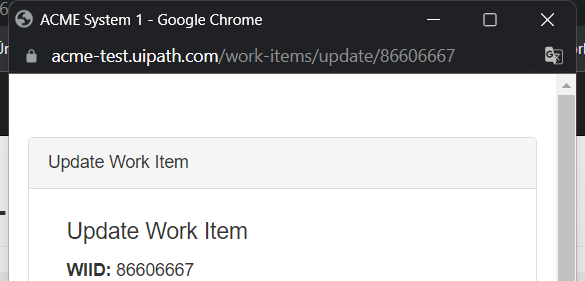 ACME System 1 - Google Chrome
acme-test.uipath.com/work-items/update/86606667
Update Work Item
Update Work Item
WIID: 86606667